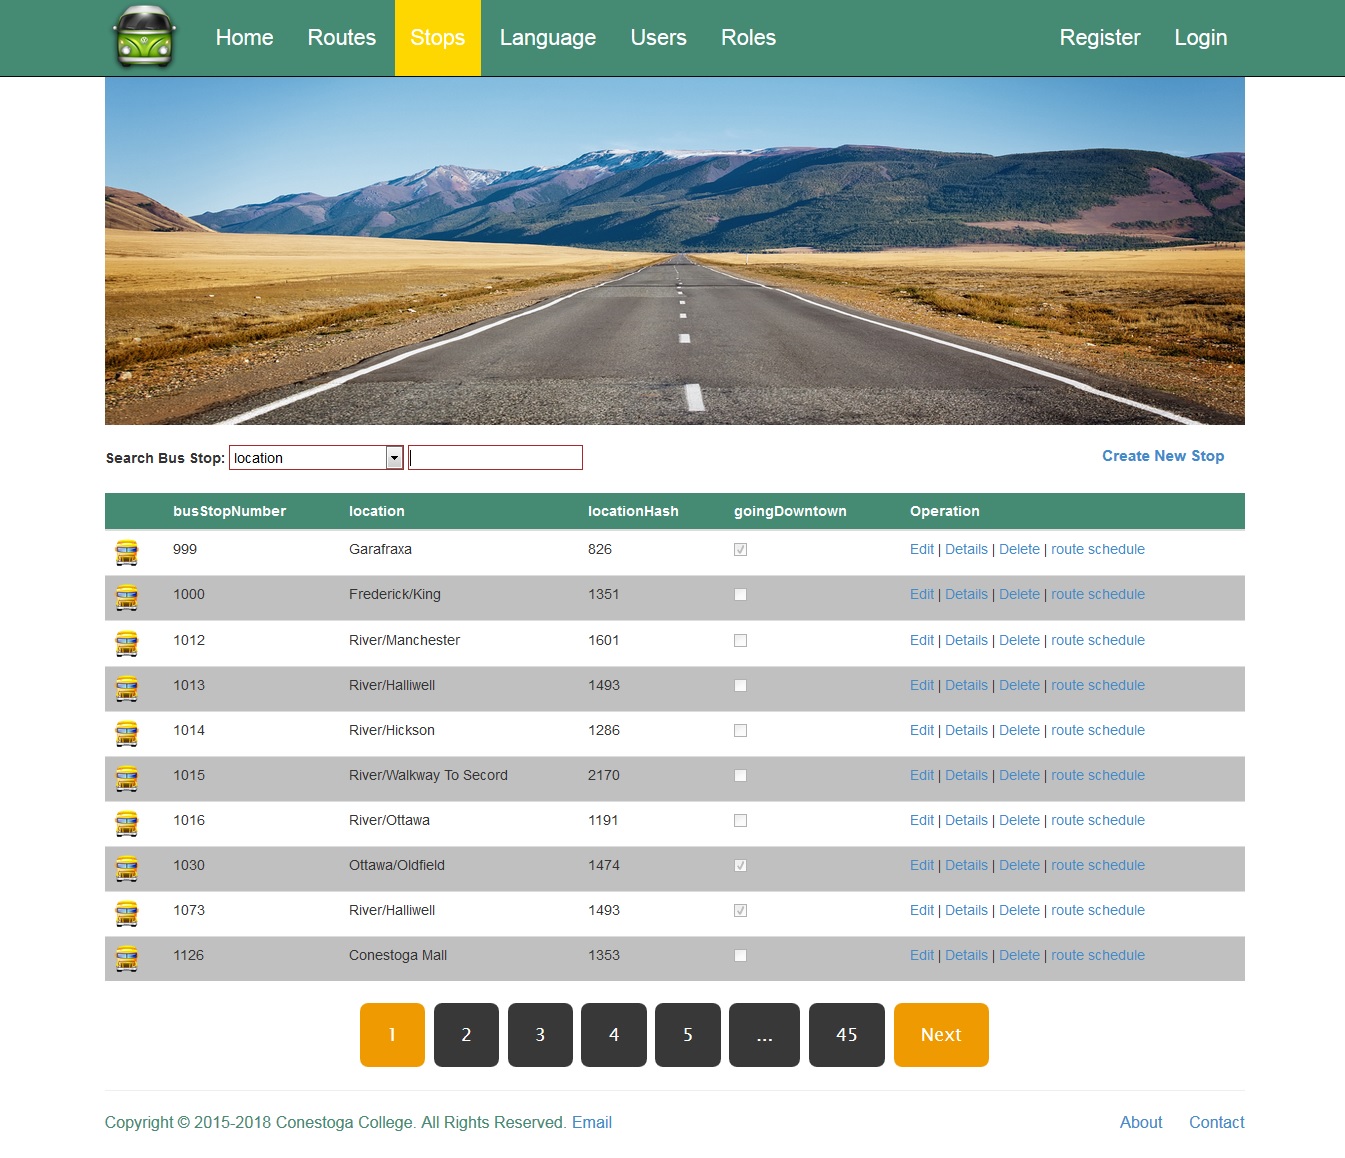 Home Routes Stops Language Users Roles Register Login
Search Bus Stop: location Create New Stop
busStopNumber location locationHash goingDowntown Operation
999 Garafraxa 826 Edit | Details | Delete | route schedule
1000 Frederick/King 1351 Edit | Details | Delete | route schedule
1012 River/Manchester 1601 Edit | Details | Delete | route schedule
1013 River/Halliwell 1493 Edit | Details | Delete | route schedule
1014 River/Hickson 1286 Edit | Details | Delete | route schedule
1015 River/Walkway To Secord 2170 Edit | Details | Delete | route schedule
1016 River/Ottawa 1191 Edit | Details | Delete | route schedule
1030 Ottawa/Oldfield 1474 Edit | Details | Delete | route schedule
1073 River/Halliwell 1493 Edit | Details | Delete | route schedule
1126 Conestoga Mall 1353 Edit | Details | Delete | route schedule
1 2 3 4 5 ... 45 Next
Copyright © 2015-2018 Conestoga College. All Rights Reserved. Email About Contact